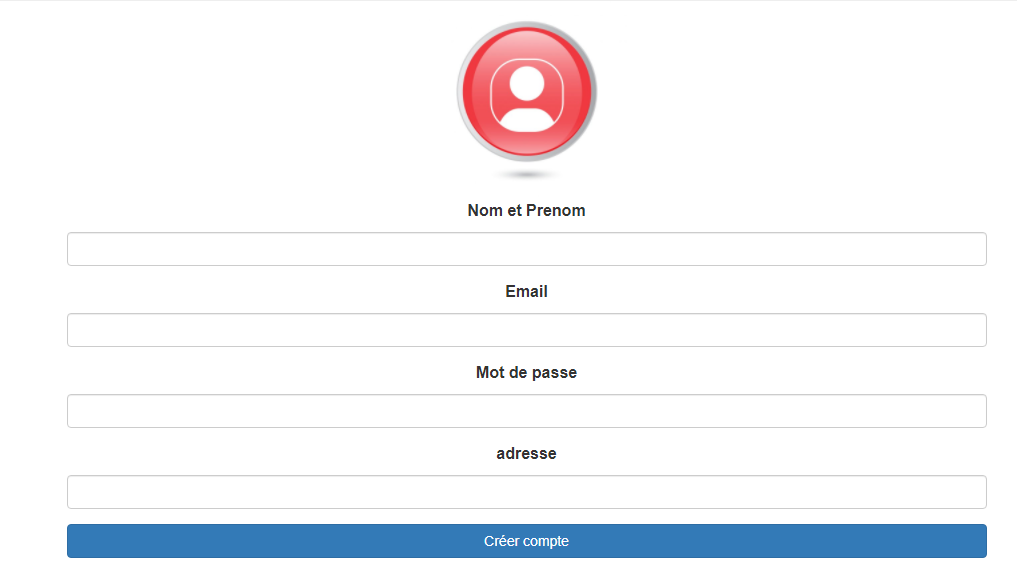 Nom et Prenom
Email
Mot de passe
adresse
Créer compte